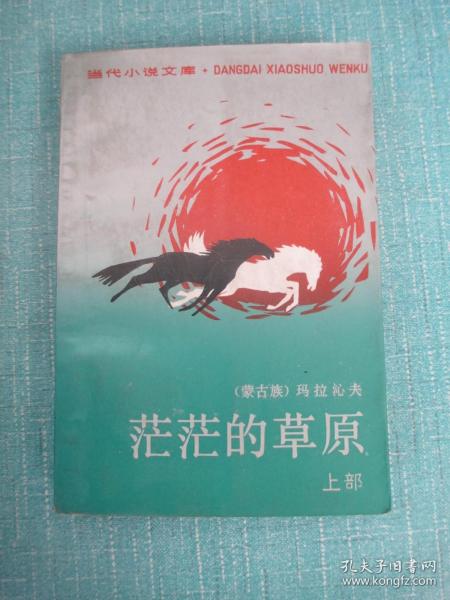 当代小说文库·DANGDAI XIAOSHUO WENKU
(蒙古族)玛拉沁夫
茫茫的草原
上部
孔夫子旧书网
www.kongfz.com